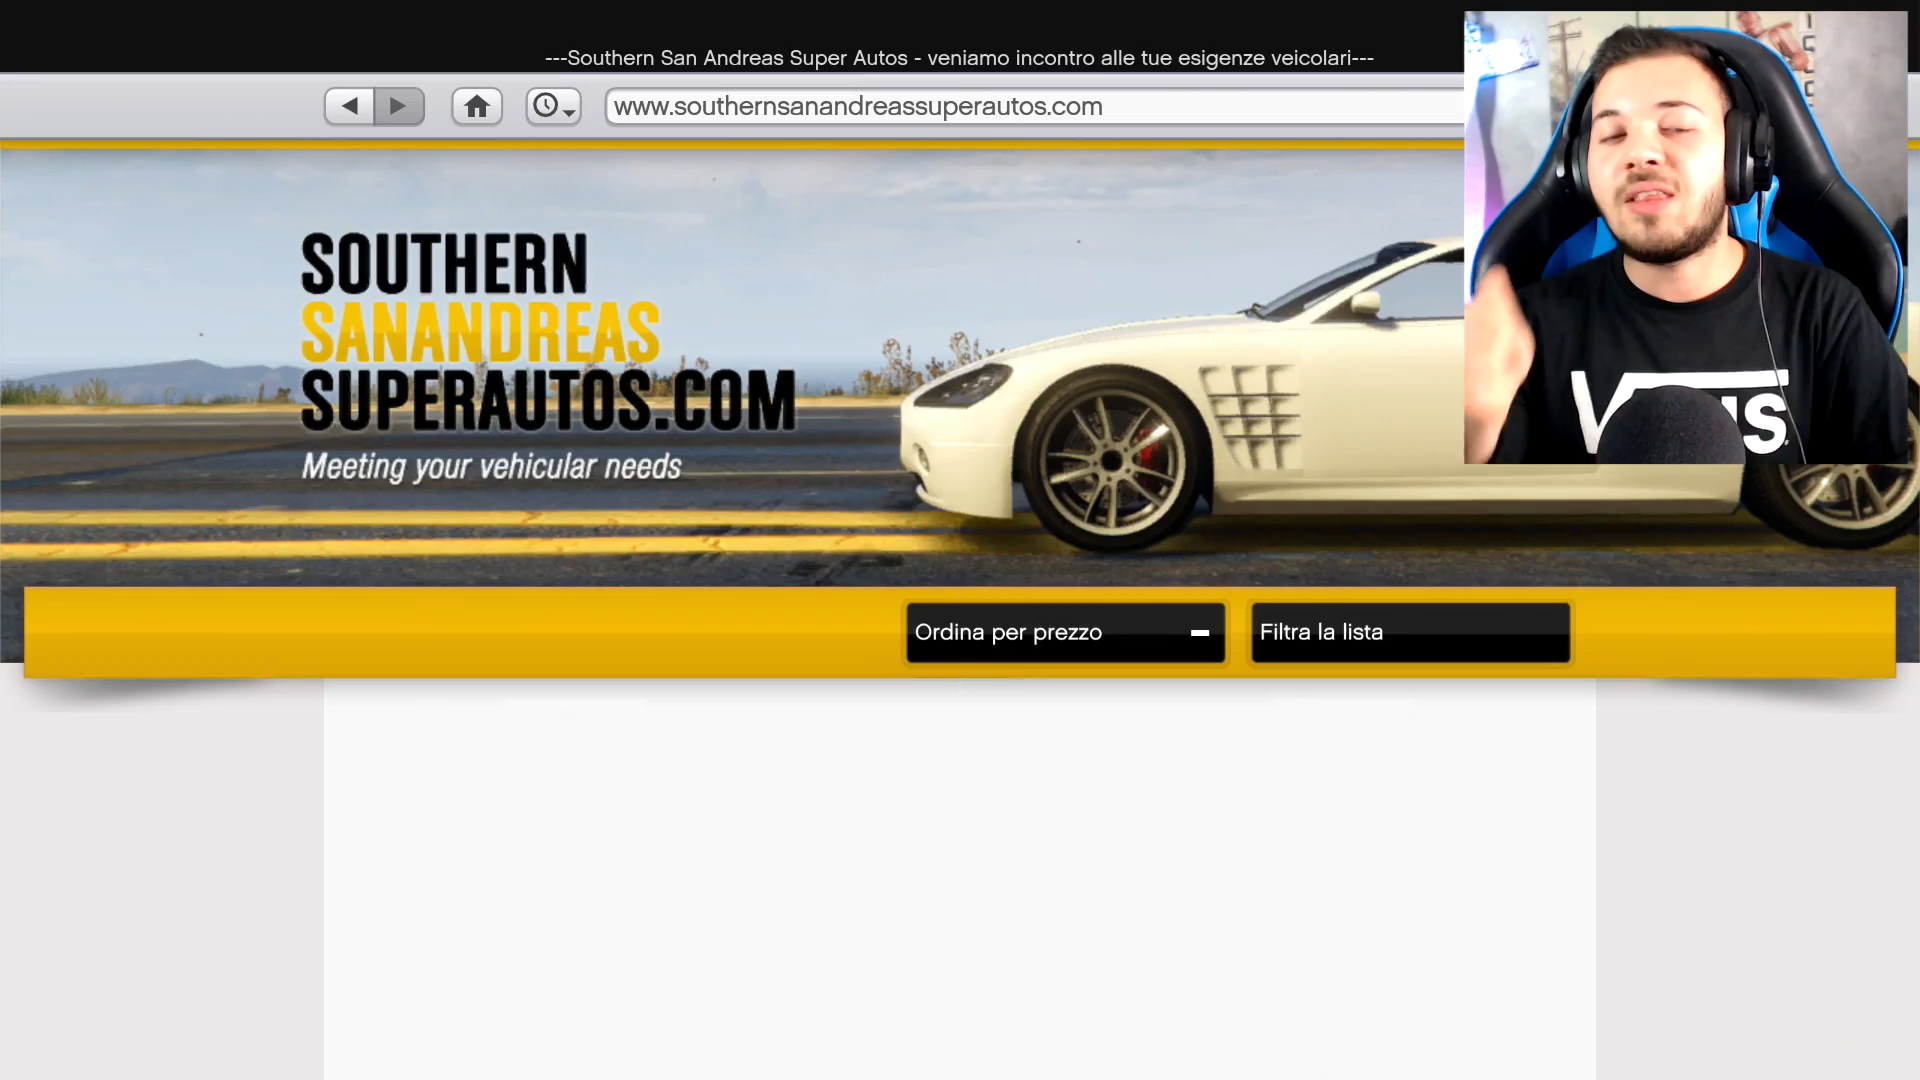 ---Southern San Andreas Super Autos - veniamo incontro alle tue esigenze veicolari---
www.southernsanandreassuperautos.com
SOUTHERN
SANANDREAS
SUPERAUTOS.COM
Meeting your vehicular needs
Ordina per prezzo
Filtra la lista